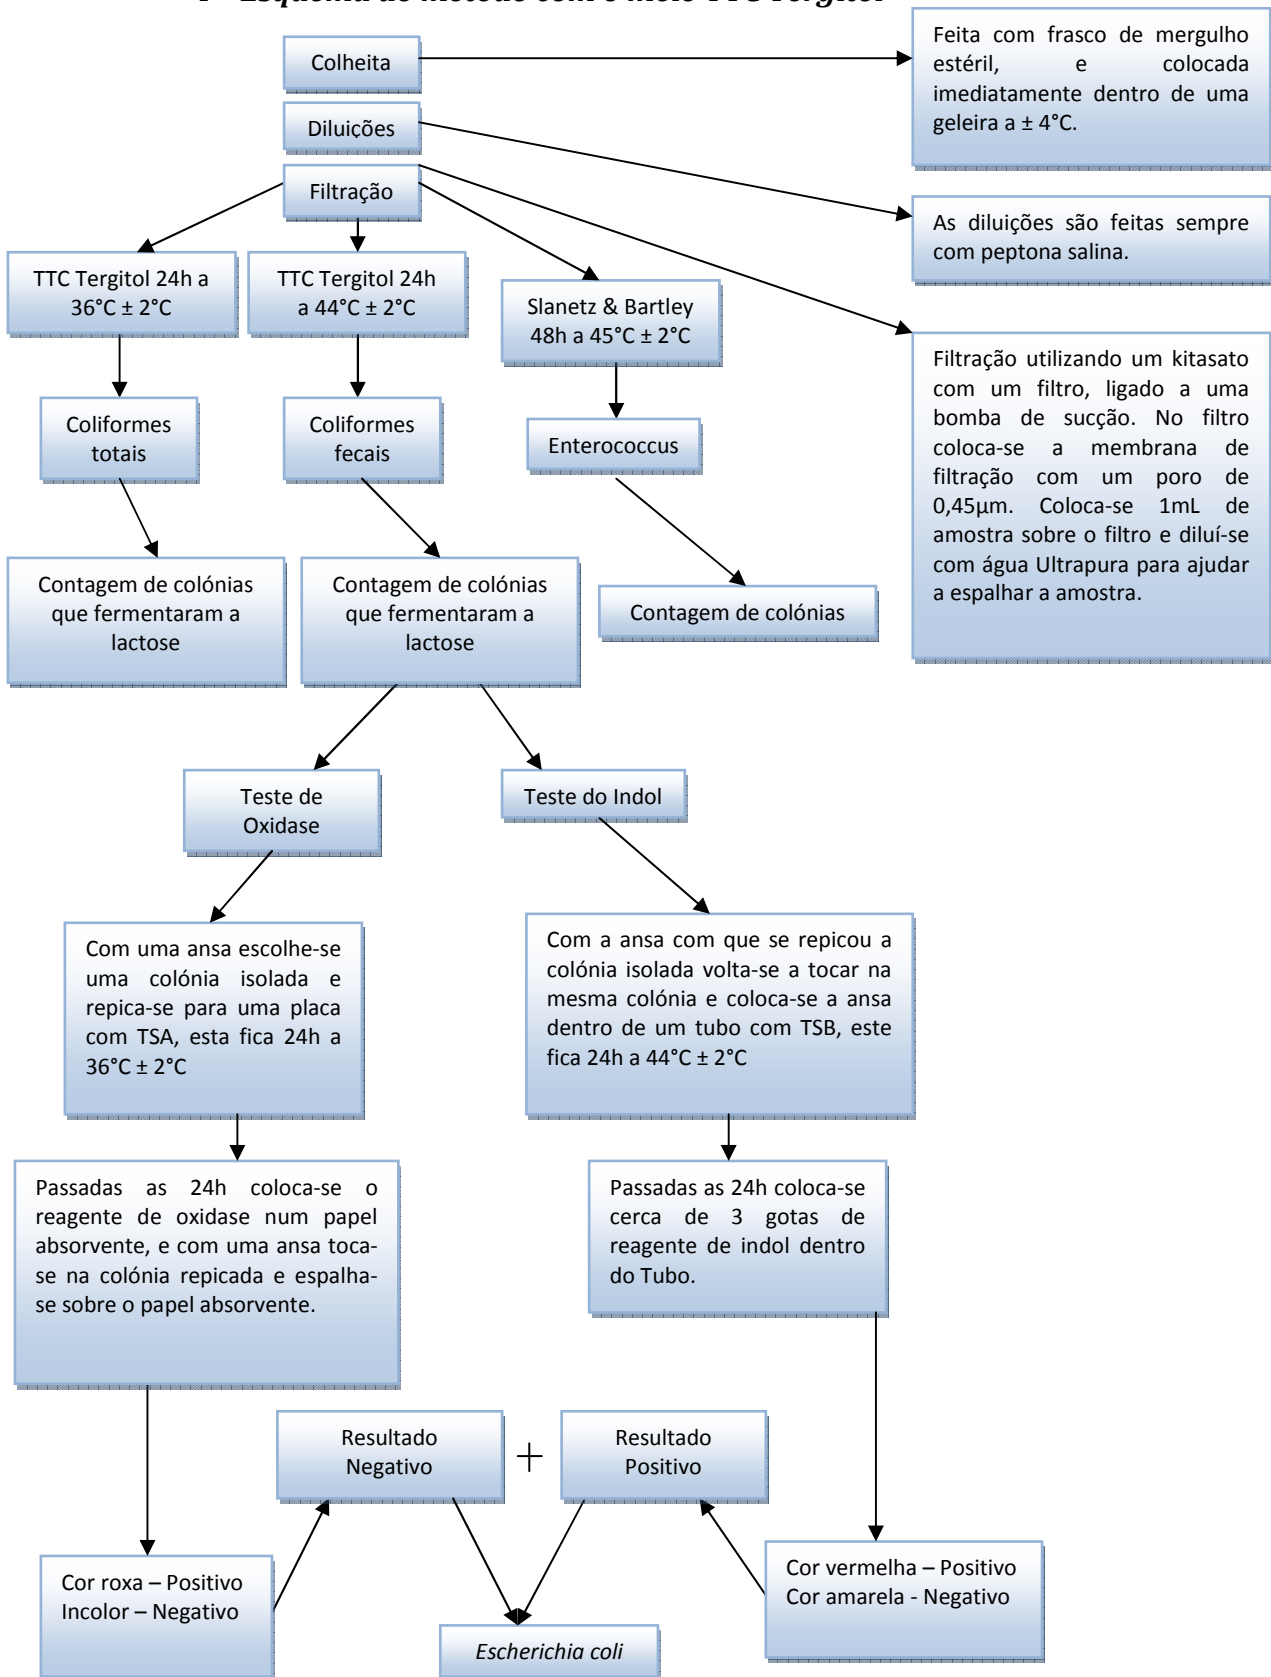 Esquema do método com o meio TTC Tergitol
Colheita
Feita com frasco de mergulho
estéril, e colocada
imediatamente dentro de uma
geleira a ± 4°C.
Diluições
As diluições são feitas sempre
com peptona salina.
Filtração
TTC Tergitol 24h a
36°C ± 2°C
TTC Tergitol 24h
a 44°C ± 2°C
Slanetz & Bartley
48h a 45°C ± 2°C
Filtração utilizando um kitasato
com um filtro, ligado a uma
bomba de sucção. No filtro
coloca-se a membrana de
filtração com um poro de
0,45μm. Coloca-se 1mL de
amostra sobre o filtro e diluí-se
com água Ultrapura para ajudar
a espalhar a amostra.
Coliformes
totais
Coliformes
fecais
Enterococcus
Contagem de colónias
que fermentaram a
lactose
Contagem de colónias
que fermentaram a
lactose
Contagem de colónias
Teste de
Oxidase
Teste do Indol
Com uma ansa escolhe-se
uma colónia isolada e
repica-se para uma placa
com TSA, esta fica 24h a
36°C ± 2°C
Com a ansa com que se repicou a
colónia isolada volta-se a tocar na
mesma colónia e coloca-se a ansa
dentro de um tubo com TSB, este
fica 24h a 44°C ± 2°C
Passadas as 24h coloca-se o
reagente de oxidase num papel
absorvente, e com uma ansa toca-
se na colónia repicada e espalha-
se sobre o papel absorvente.
Passadas as 24h coloca-se
cerca de 3 gotas de
reagente de indol dentro
do Tubo.
Resultado
Negativo
+
Resultado
Positivo
Cor roxa – Positivo
Incolor – Negativo
Cor vermelha – Positivo
Cor amarela - Negativo
Escherichia coli